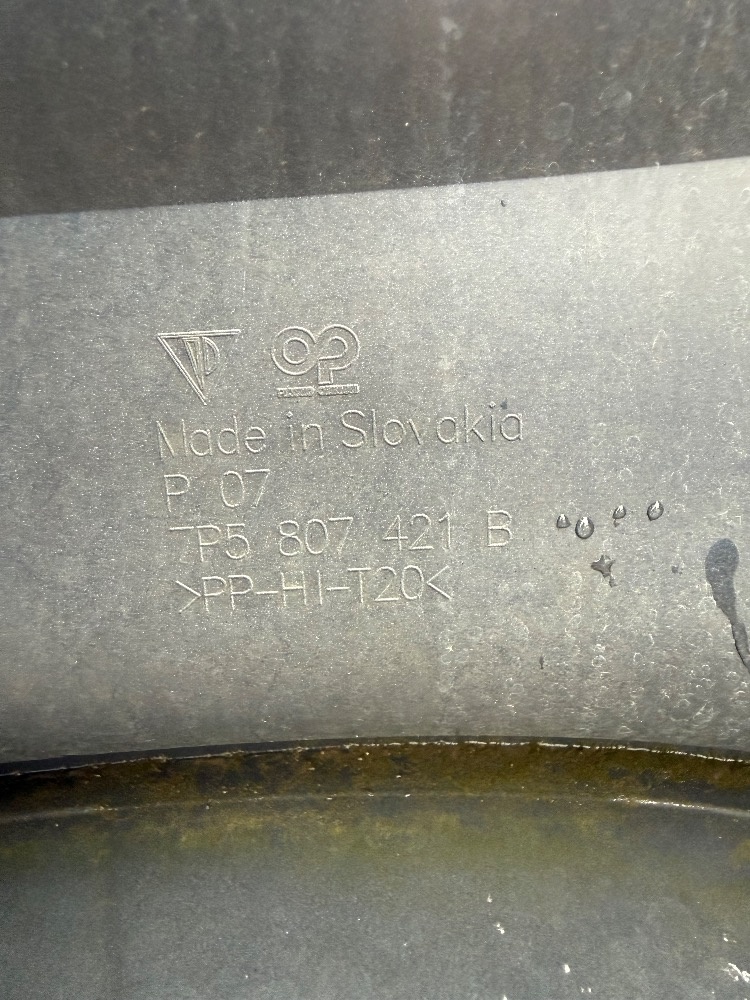 Made in Slovakia
P 07
7P5 807 421 B
>PP-HI-T20<